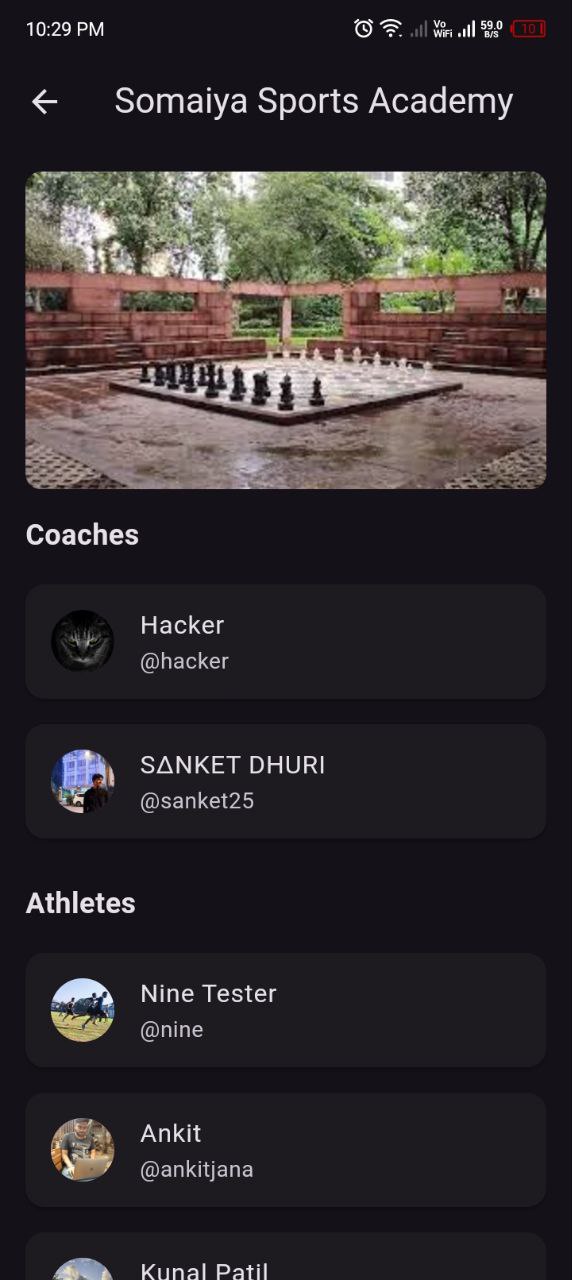 10:29 PM
Vo
WiFi
59.0
B/S
10
Somaiya Sports Academy
Coaches
Hacker
@hacker
S∆NKET DHURI
@sanket25
Athletes
Nine Tester
@nine
Ankit
@ankitjana
Kunal Patil